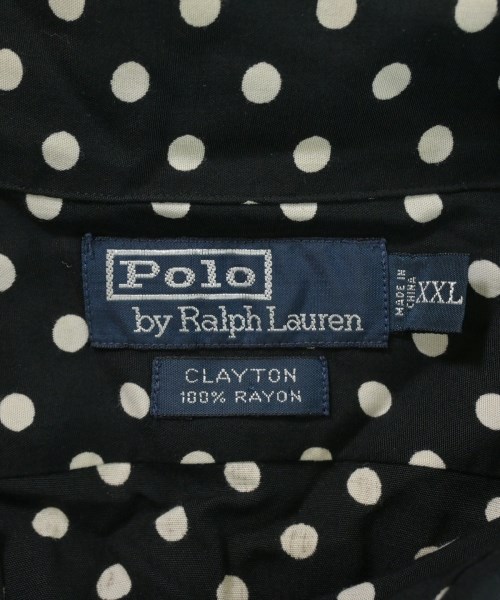 Polo
by Ralph Lauren
MADE IN
CHINA
XXL
CLAYTON
100% RAYON